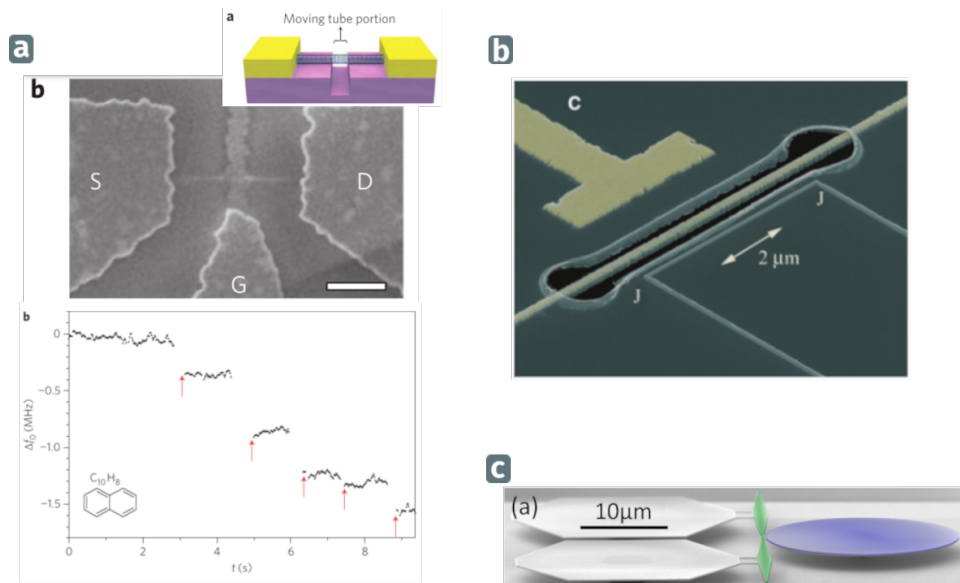 a
a
Moving tube portion
b
S
D
G
b
Δf₀ (MHz)
0
−0.5
−1.0
−1.5
C₁₀H₈
0
2
4
6
8
t (s)
b
c
J
2 μm
J
c
(a)
10μm